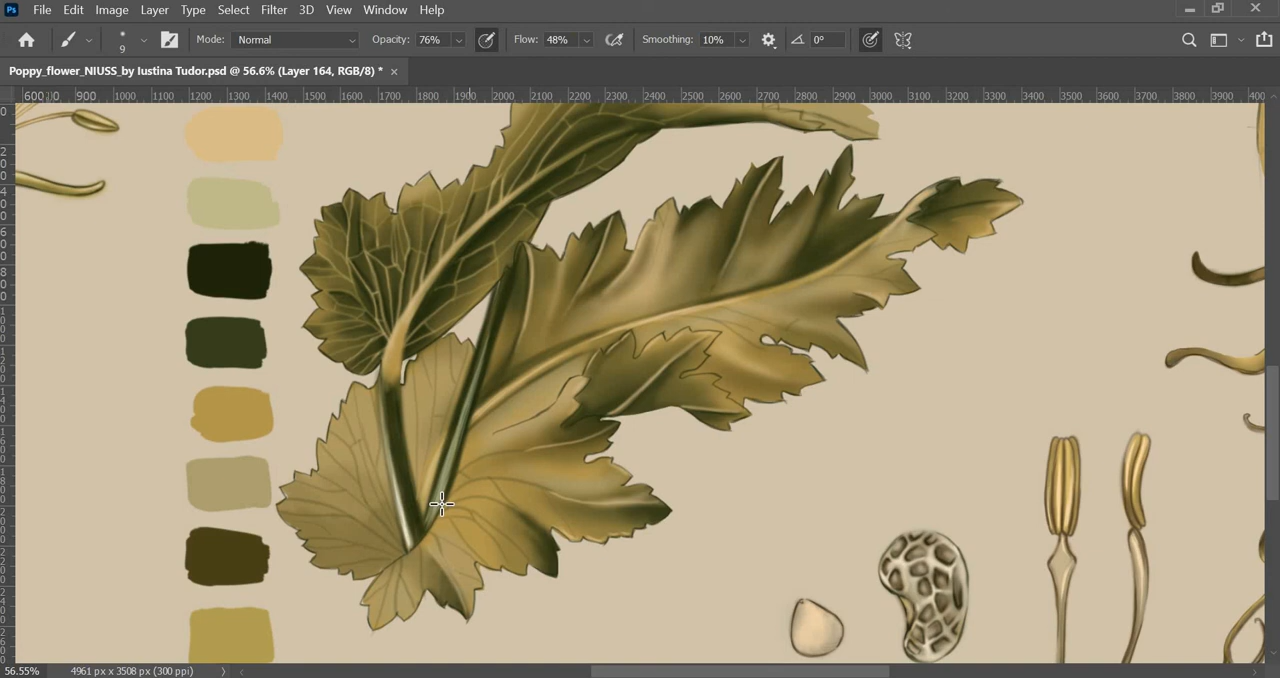 Ps File Edit Image Layer Type Select Filter 3D View Window Help
9 Mode: Normal Opacity: 76% Flow: 48% Smoothing: 10% 0°
Poppy_flower_NIUSS_by Iustina Tudor.psd @ 56.6% (Layer 164, RGB/8) *
900 1000 1100 1200 1300 1400 1500 1600 1700 1800 1900 2000 2100 2200 2300 2400 2500 2600 2700 2800 2900 3000 3100 3200 3300 3400 3500 3600 3700 3800 3900
56.55% 4961 px x 3508 px (300 ppi)